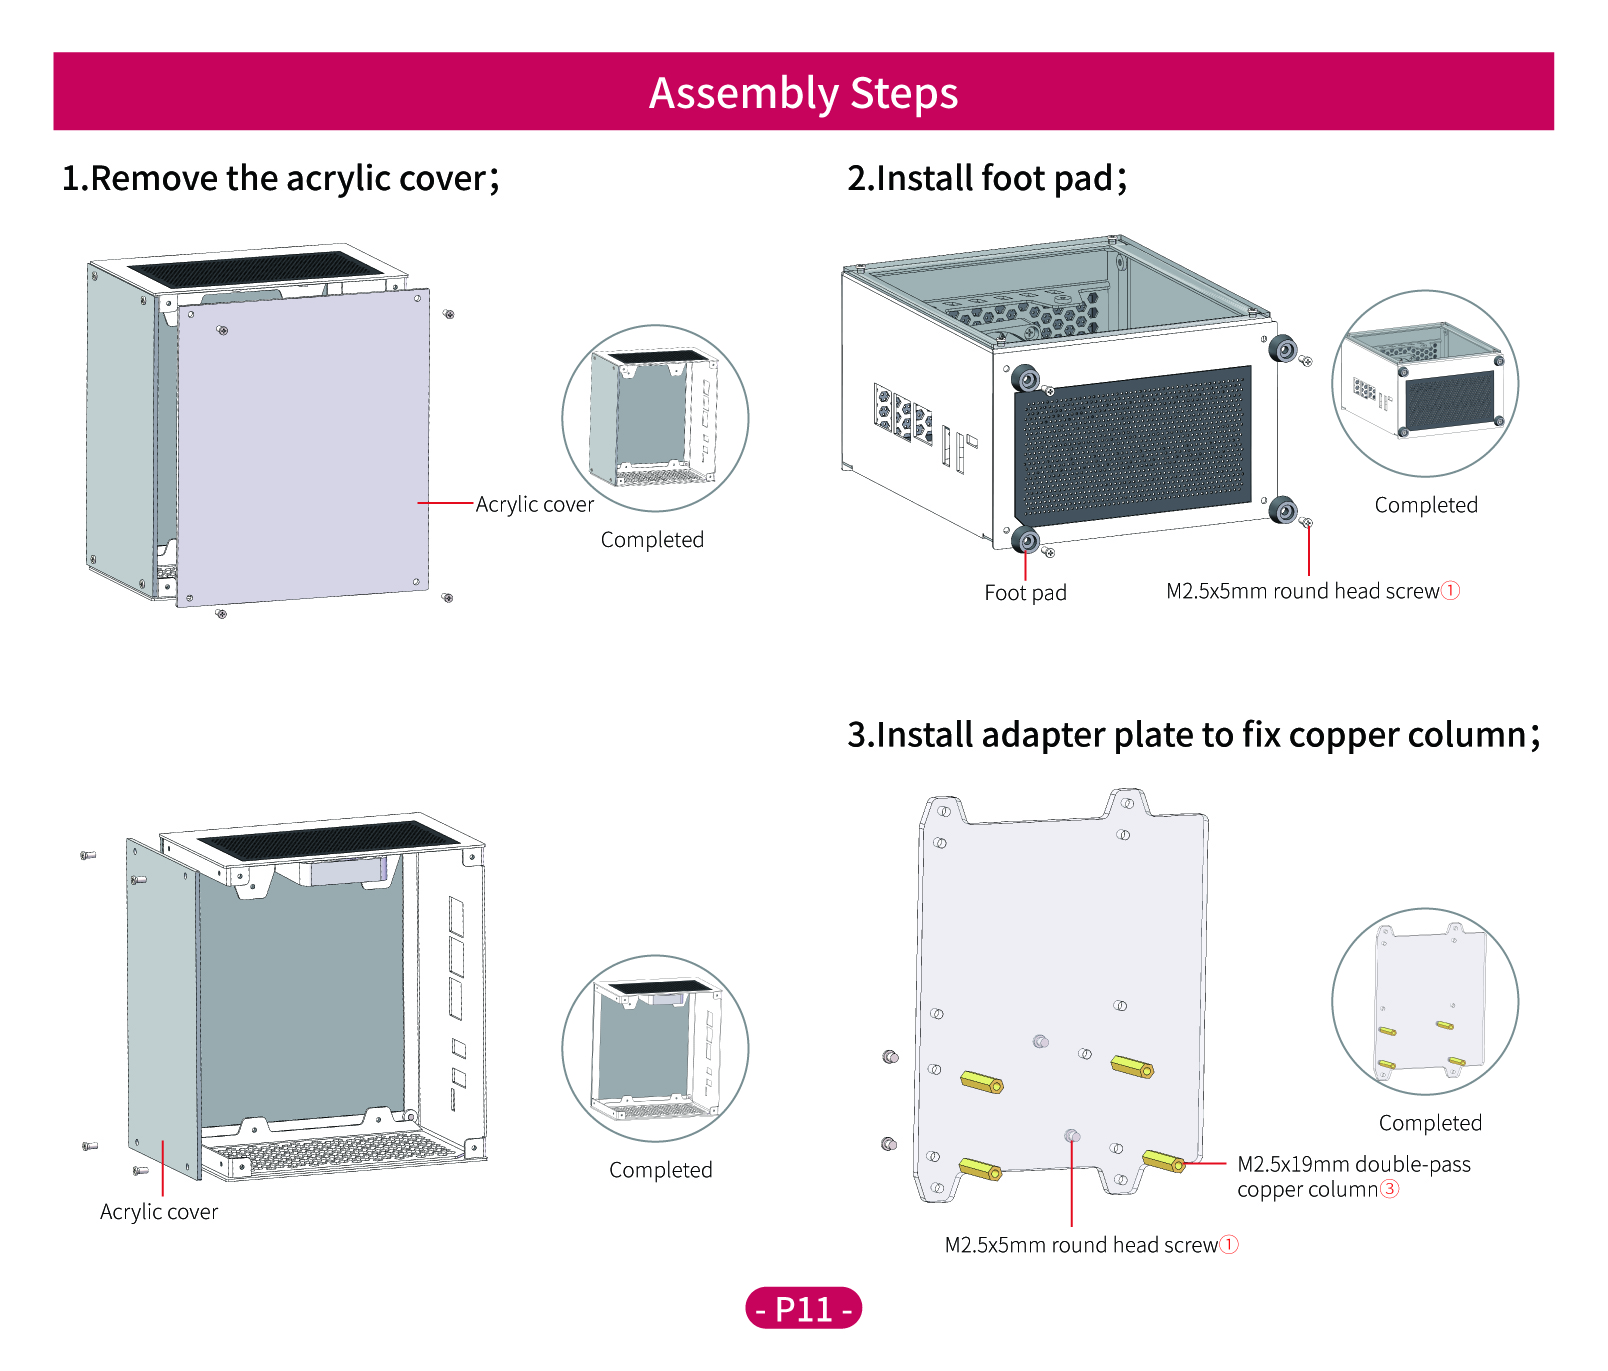 Assembly Steps
1.Remove the acrylic cover;
Acrylic cover
Completed
Acrylic cover
Completed
2.Install foot pad;
Completed
Foot pad
M2.5x5mm round head screw①
3.Install adapter plate to fix copper column;
Completed
M2.5x19mm double-pass
copper column③
M2.5x5mm round head screw①
- P11 -